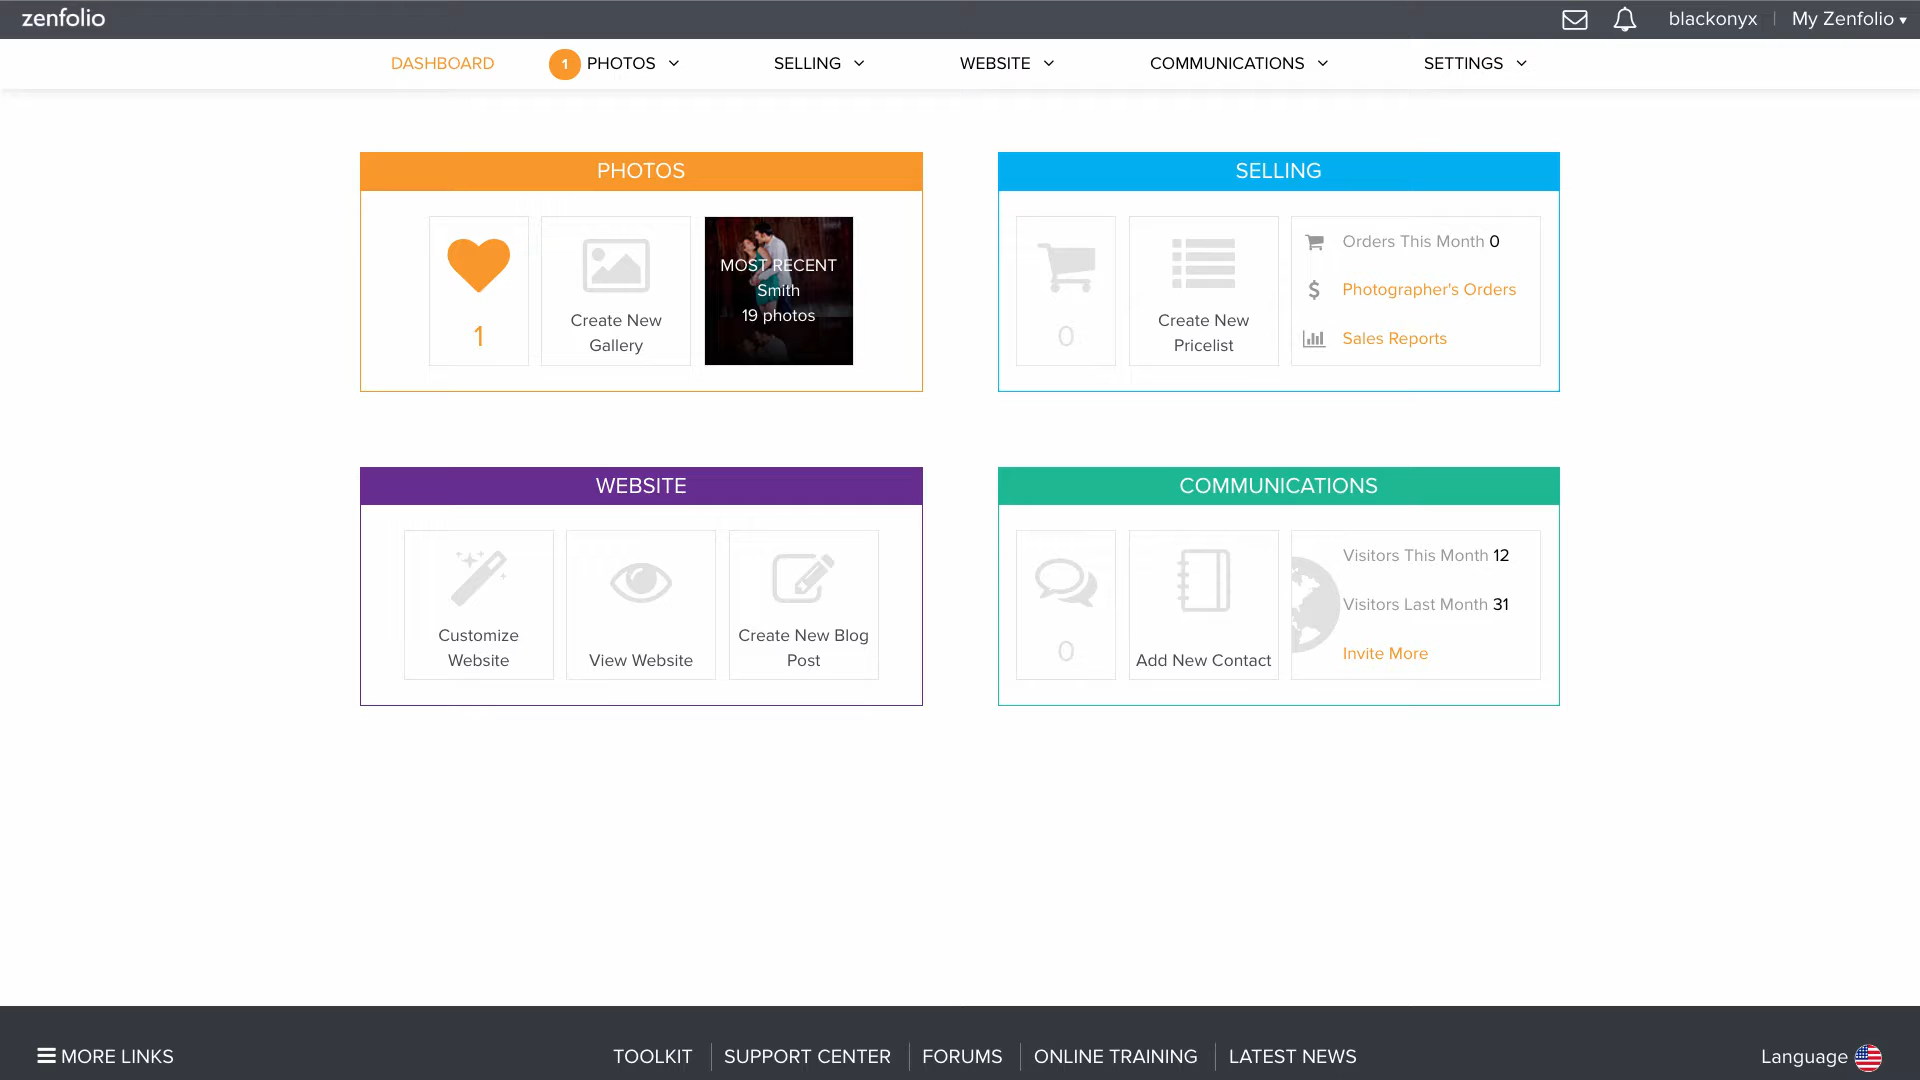 zenfolio
blackonyx
My Zenfolio ▾
DASHBOARD
1 PHOTOS
SELLING
WEBSITE
COMMUNICATIONS
SETTINGS
PHOTOS
1
Create New
Gallery
MOST RECENT
Smith
19 photos
SELLING
0
Create New
Pricelist
Orders This Month 0
$ Photographer's Orders
Sales Reports
WEBSITE
Customize
Website
View Website
Create New Blog
Post
COMMUNICATIONS
0
Add New Contact
Visitors This Month 12
Visitors Last Month 31
Invite More
MORE LINKS
TOOLKIT
SUPPORT CENTER
FORUMS
ONLINE TRAINING
LATEST NEWS
Language